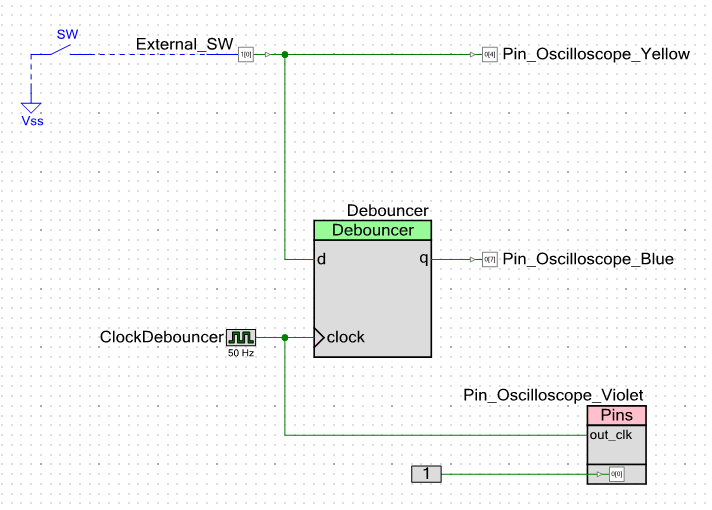 SW
External_SW
1[0]
0[4]
Pin_Oscilloscope_Yellow
Vss
Debouncer
Debouncer
d
q
0[7]
Pin_Oscilloscope_Blue
ClockDebouncer
clock
50 Hz
Pin_Oscilloscope_Violet
Pins
out_clk
1
0[0]